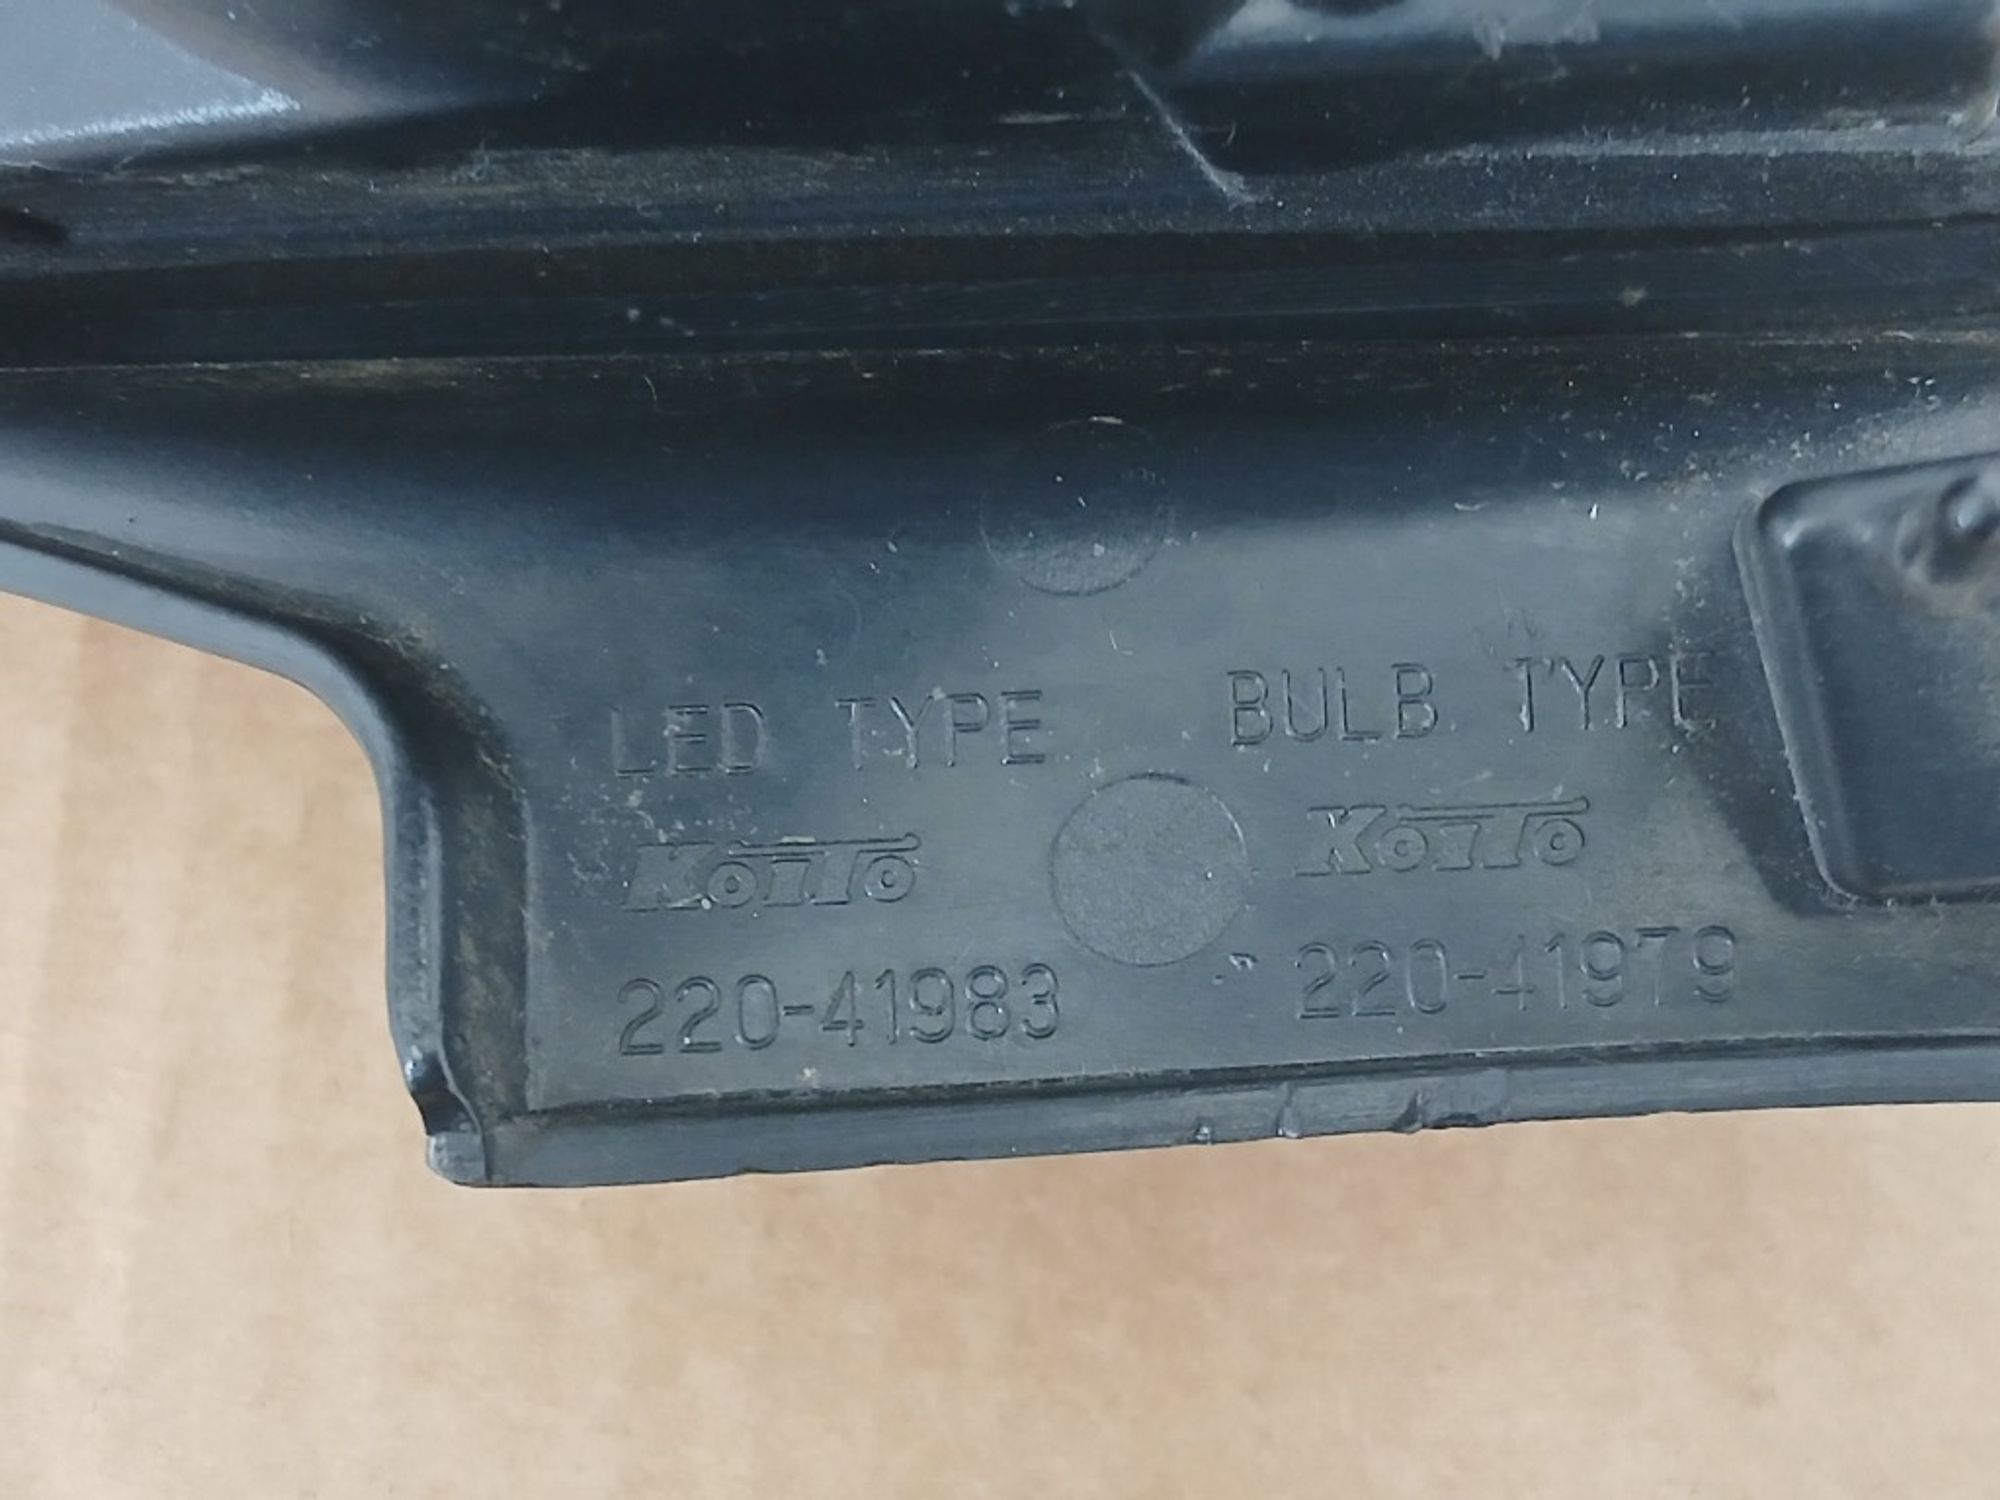 LED TYPE BULB TYPE
KOITO KOITO
220-41983 220-41979